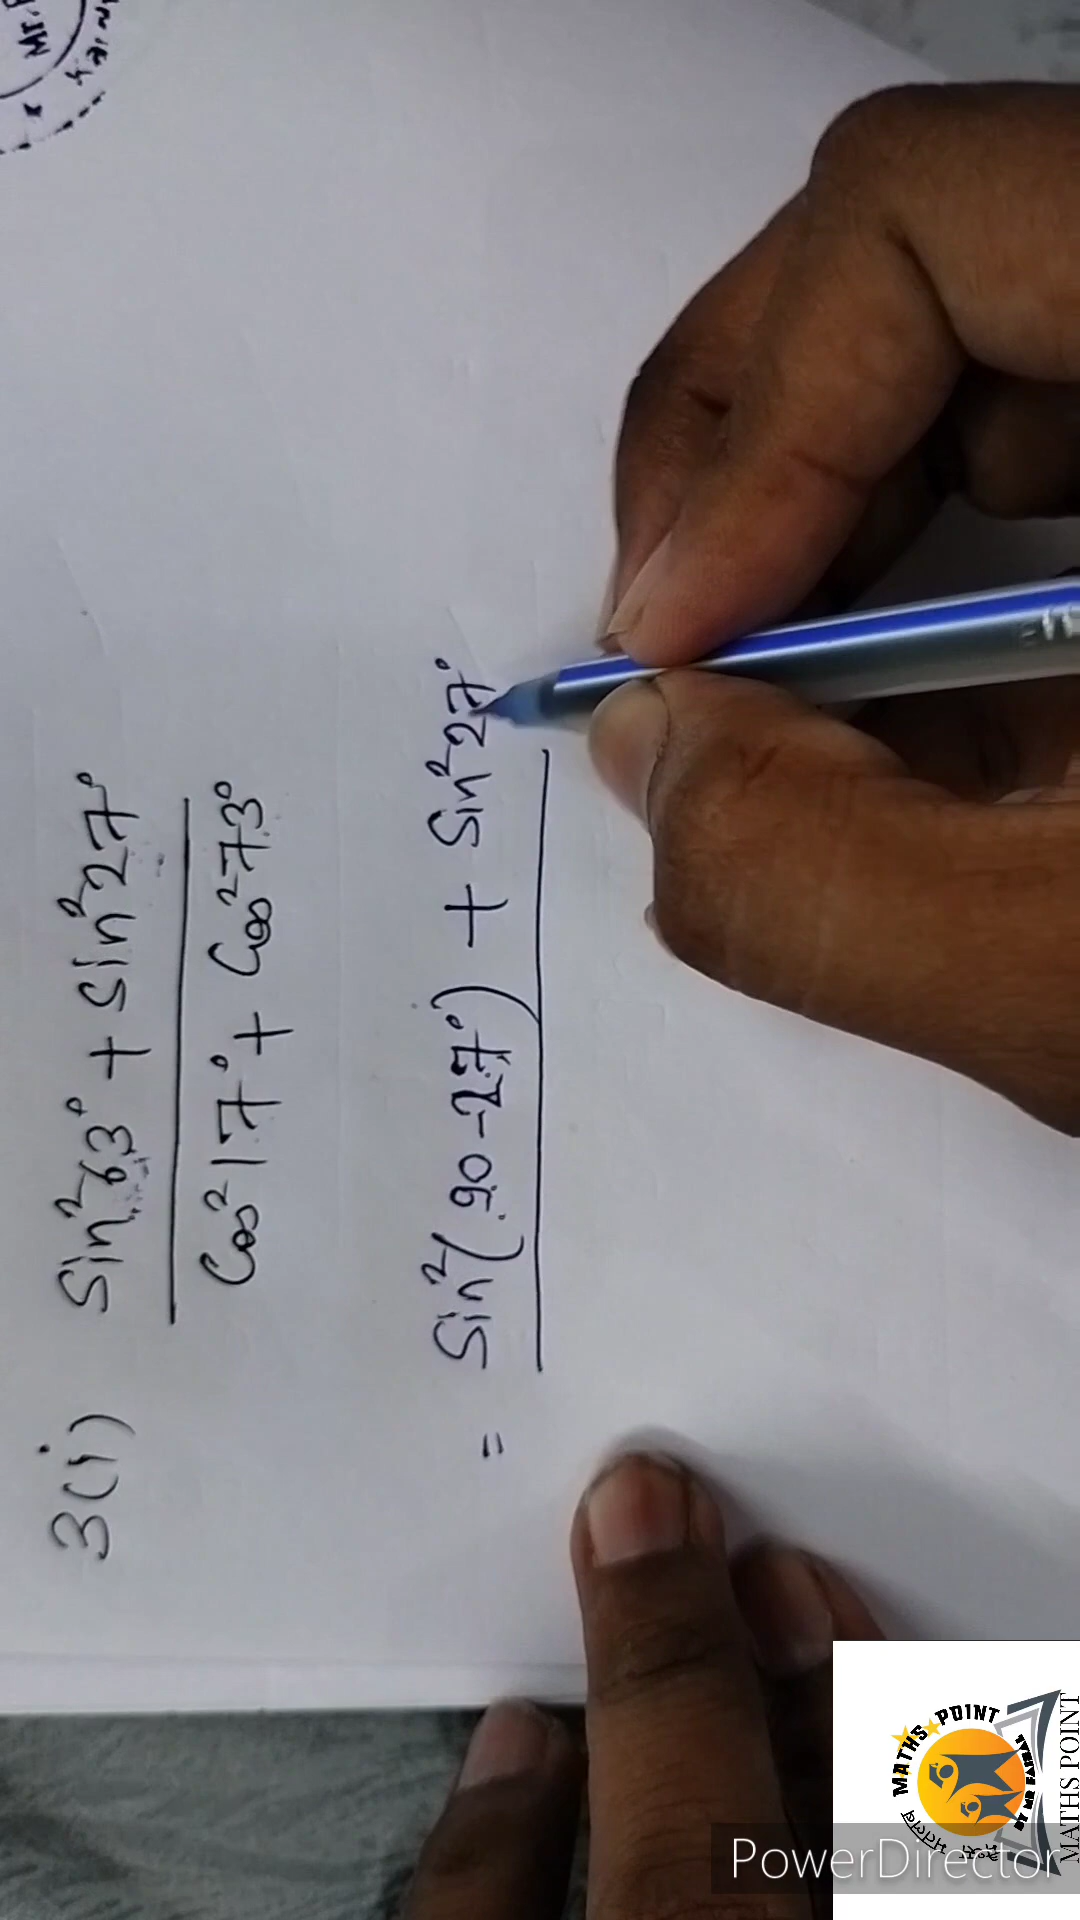 3(i) Sin²63° + Sin²27°
Cos²17° + Cos²73°
= Sin²(90-27°) + Sin²27°
MATHS POINT
MATHS POINT
PowerDirector